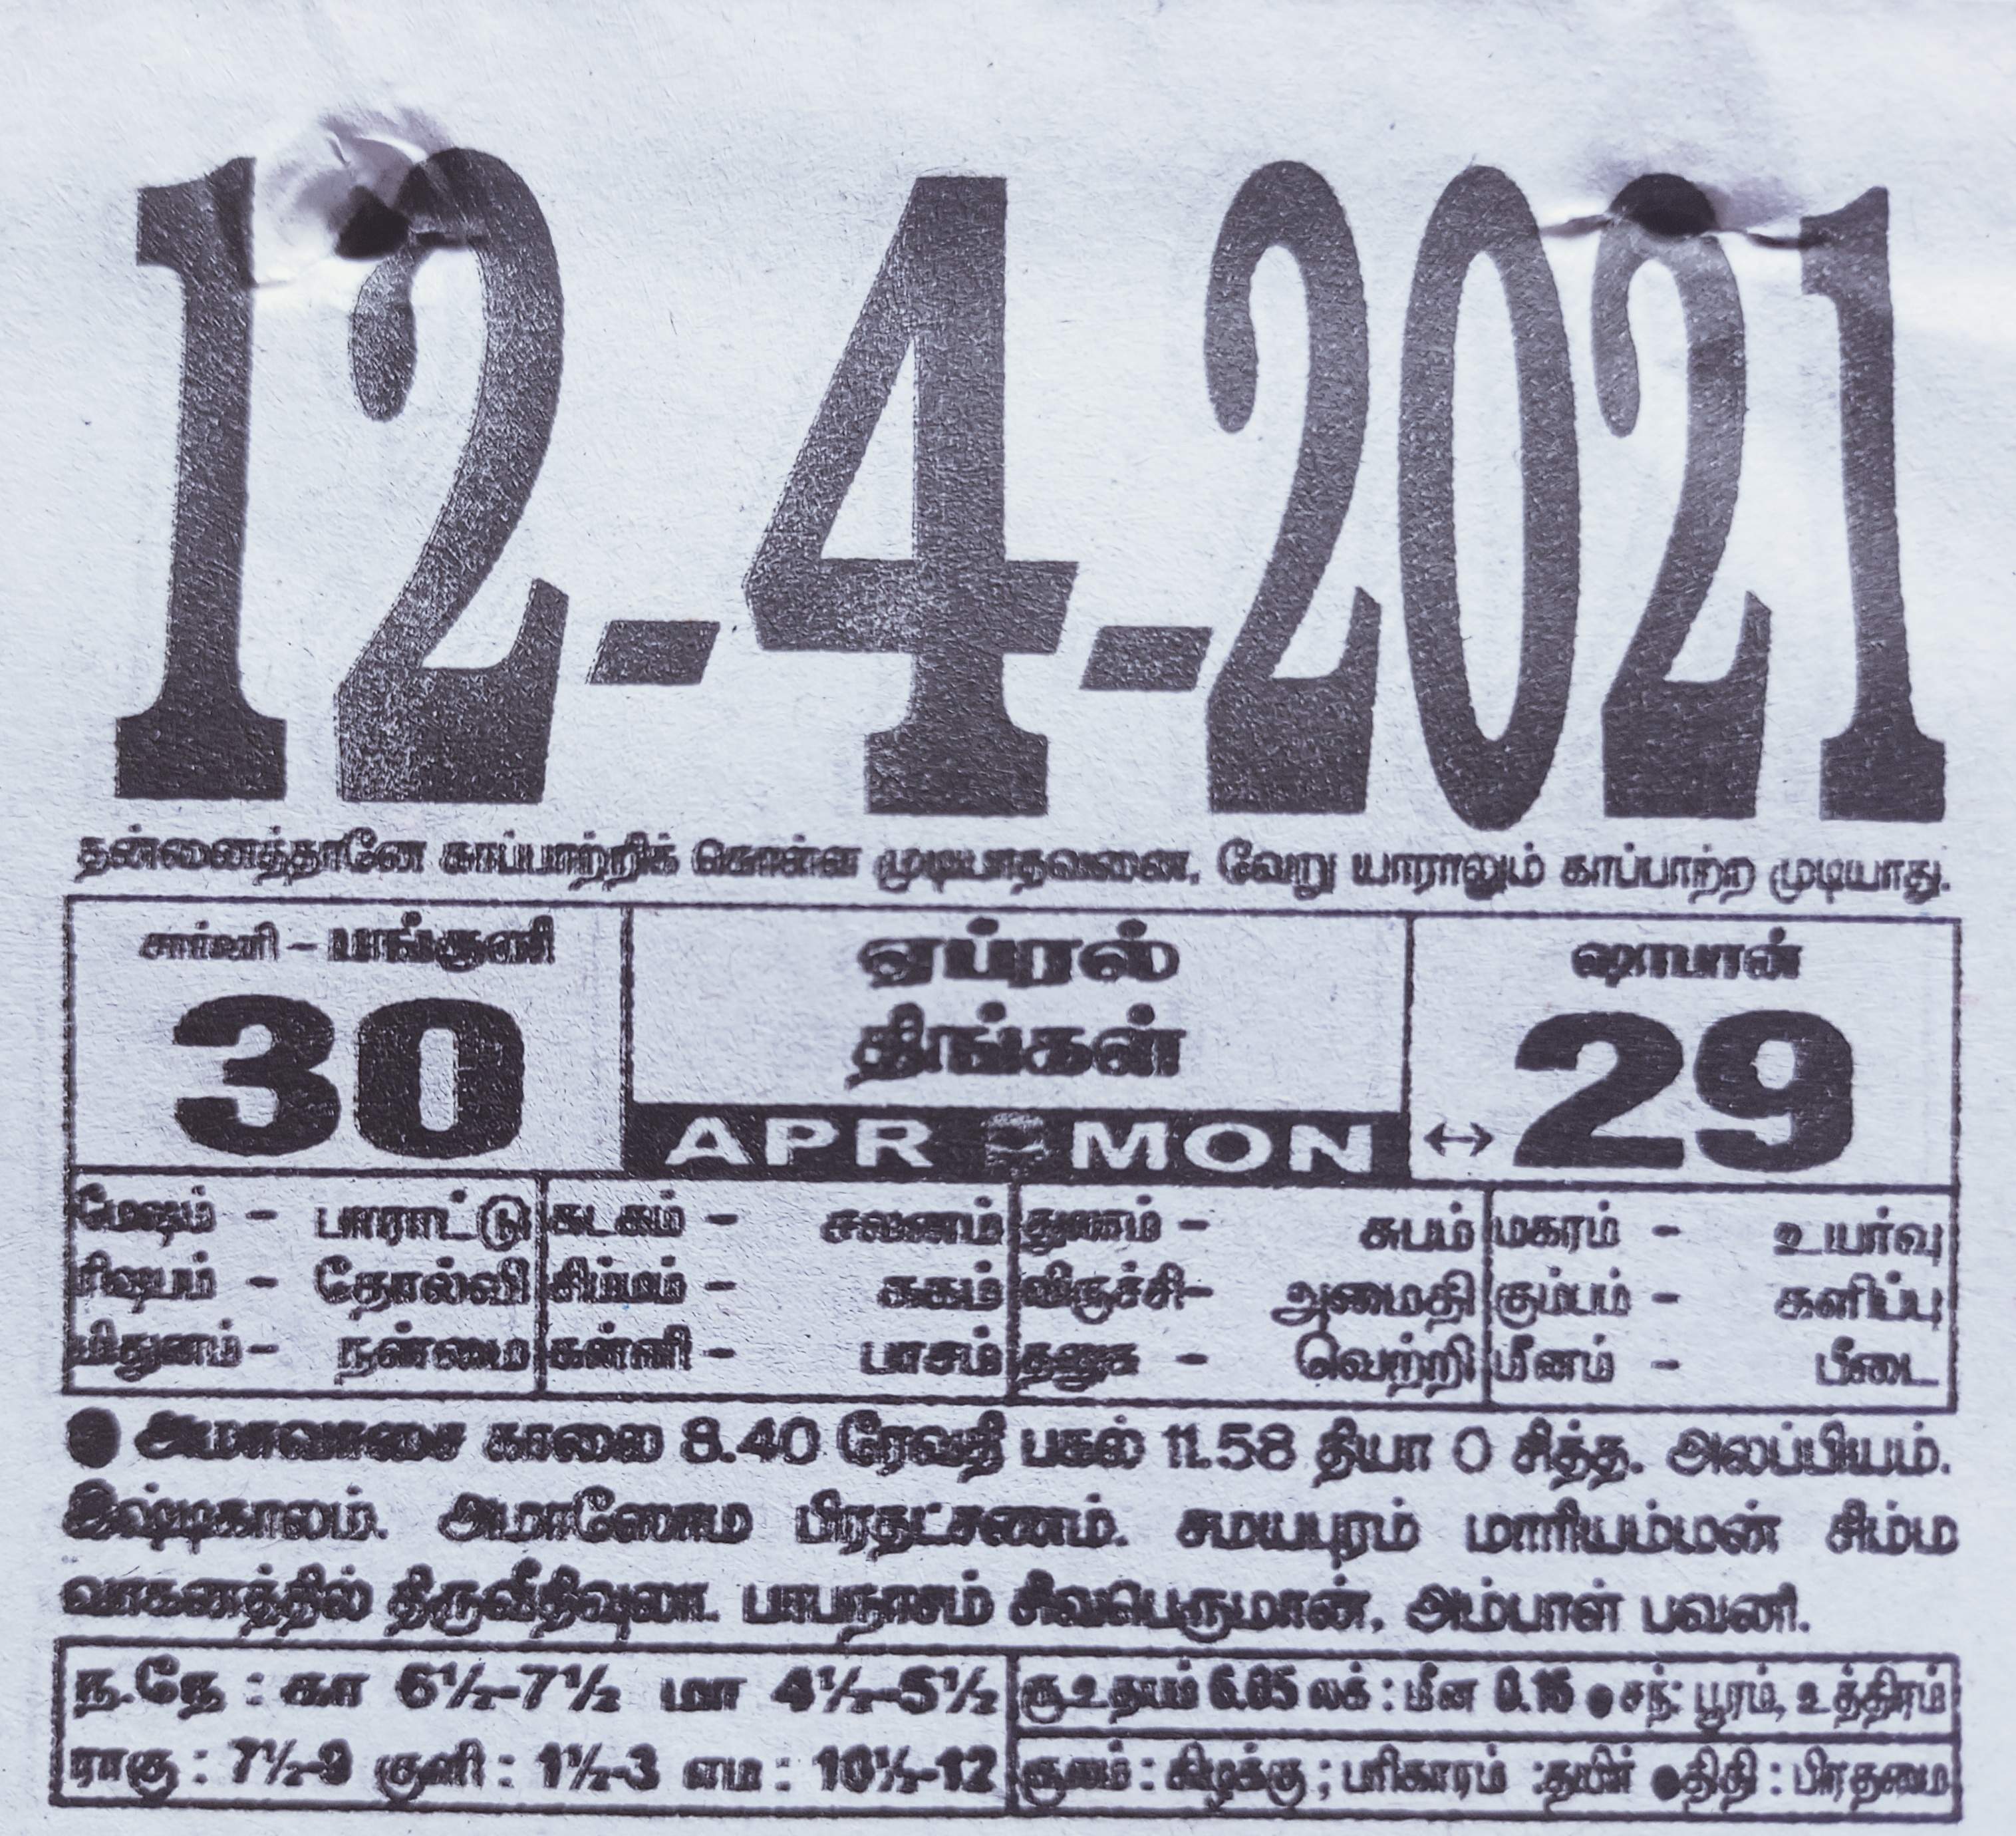 12-4-2021
தன்னைத்தானே காப்பாற்றிக் கொள்ள முடியாதவனை, வேறு யாராலும் காப்பாற்ற முடியாது.
சார்வரி - பங்குனி
30
ஏப்ரல்
திங்கள்
APR MON
ஷாபான்
↔ 29
மேஷம் - பாராட்டு கடகம் - சலனம் துலாம் - சுபம் மகரம் - உயர்வு
ரிஷபம் - தோல்வி சிம்மம் - சுகம் விருச்சி- அமைதி கும்பம் - களிப்பு
மிதுனம்- நன்மை கன்னி - பாசம் தனுசு - வெற்றி மீனம் - பீடை
● அமாவாசை காலை 8.40 ரேவதி பகல் 11.58 தியா 0 சித்த. அலப்பியம்.
இஷ்டிகாலம். அமாஸோம பிரதட்சணம். சமயபுரம் மாரியம்மன் சிம்ம
வாகனத்தில் திருவீதிவுலா. பாபநாசம் சிவபெருமான், அம்பாள் பவனி.
ந.நே : கா 6½-7½ மா 4½-5½
ராகு : 7½-9 குளி : 1½-3 எம : 10½-12
சூ உதயம் 6.05 லக் : மீன 0.16 ● சந்: பூரம், உத்திரம்
சூலம் : கிழக்கு ; பரிகாரம் :தயிர் ● திதி : பிரதமை